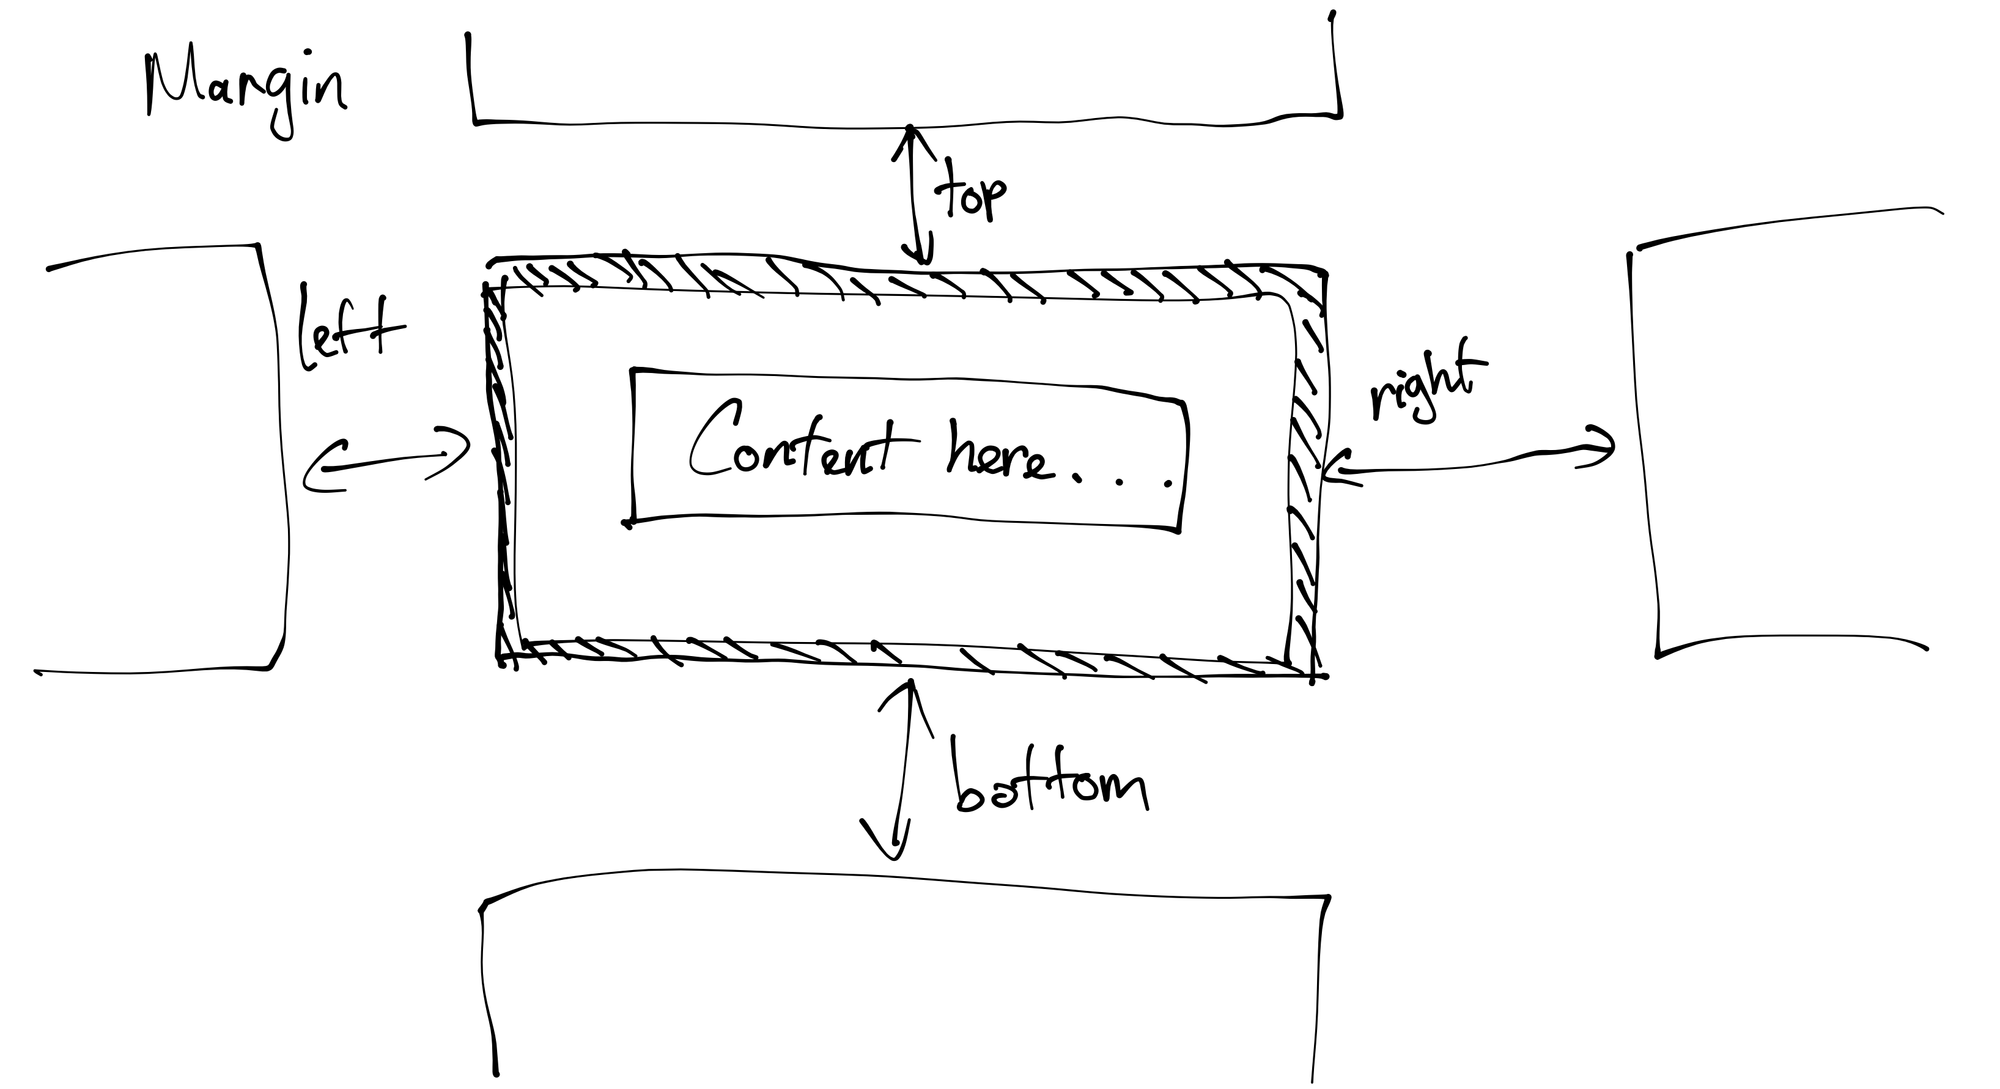 Margin
top
left
right
Content here...
bottom